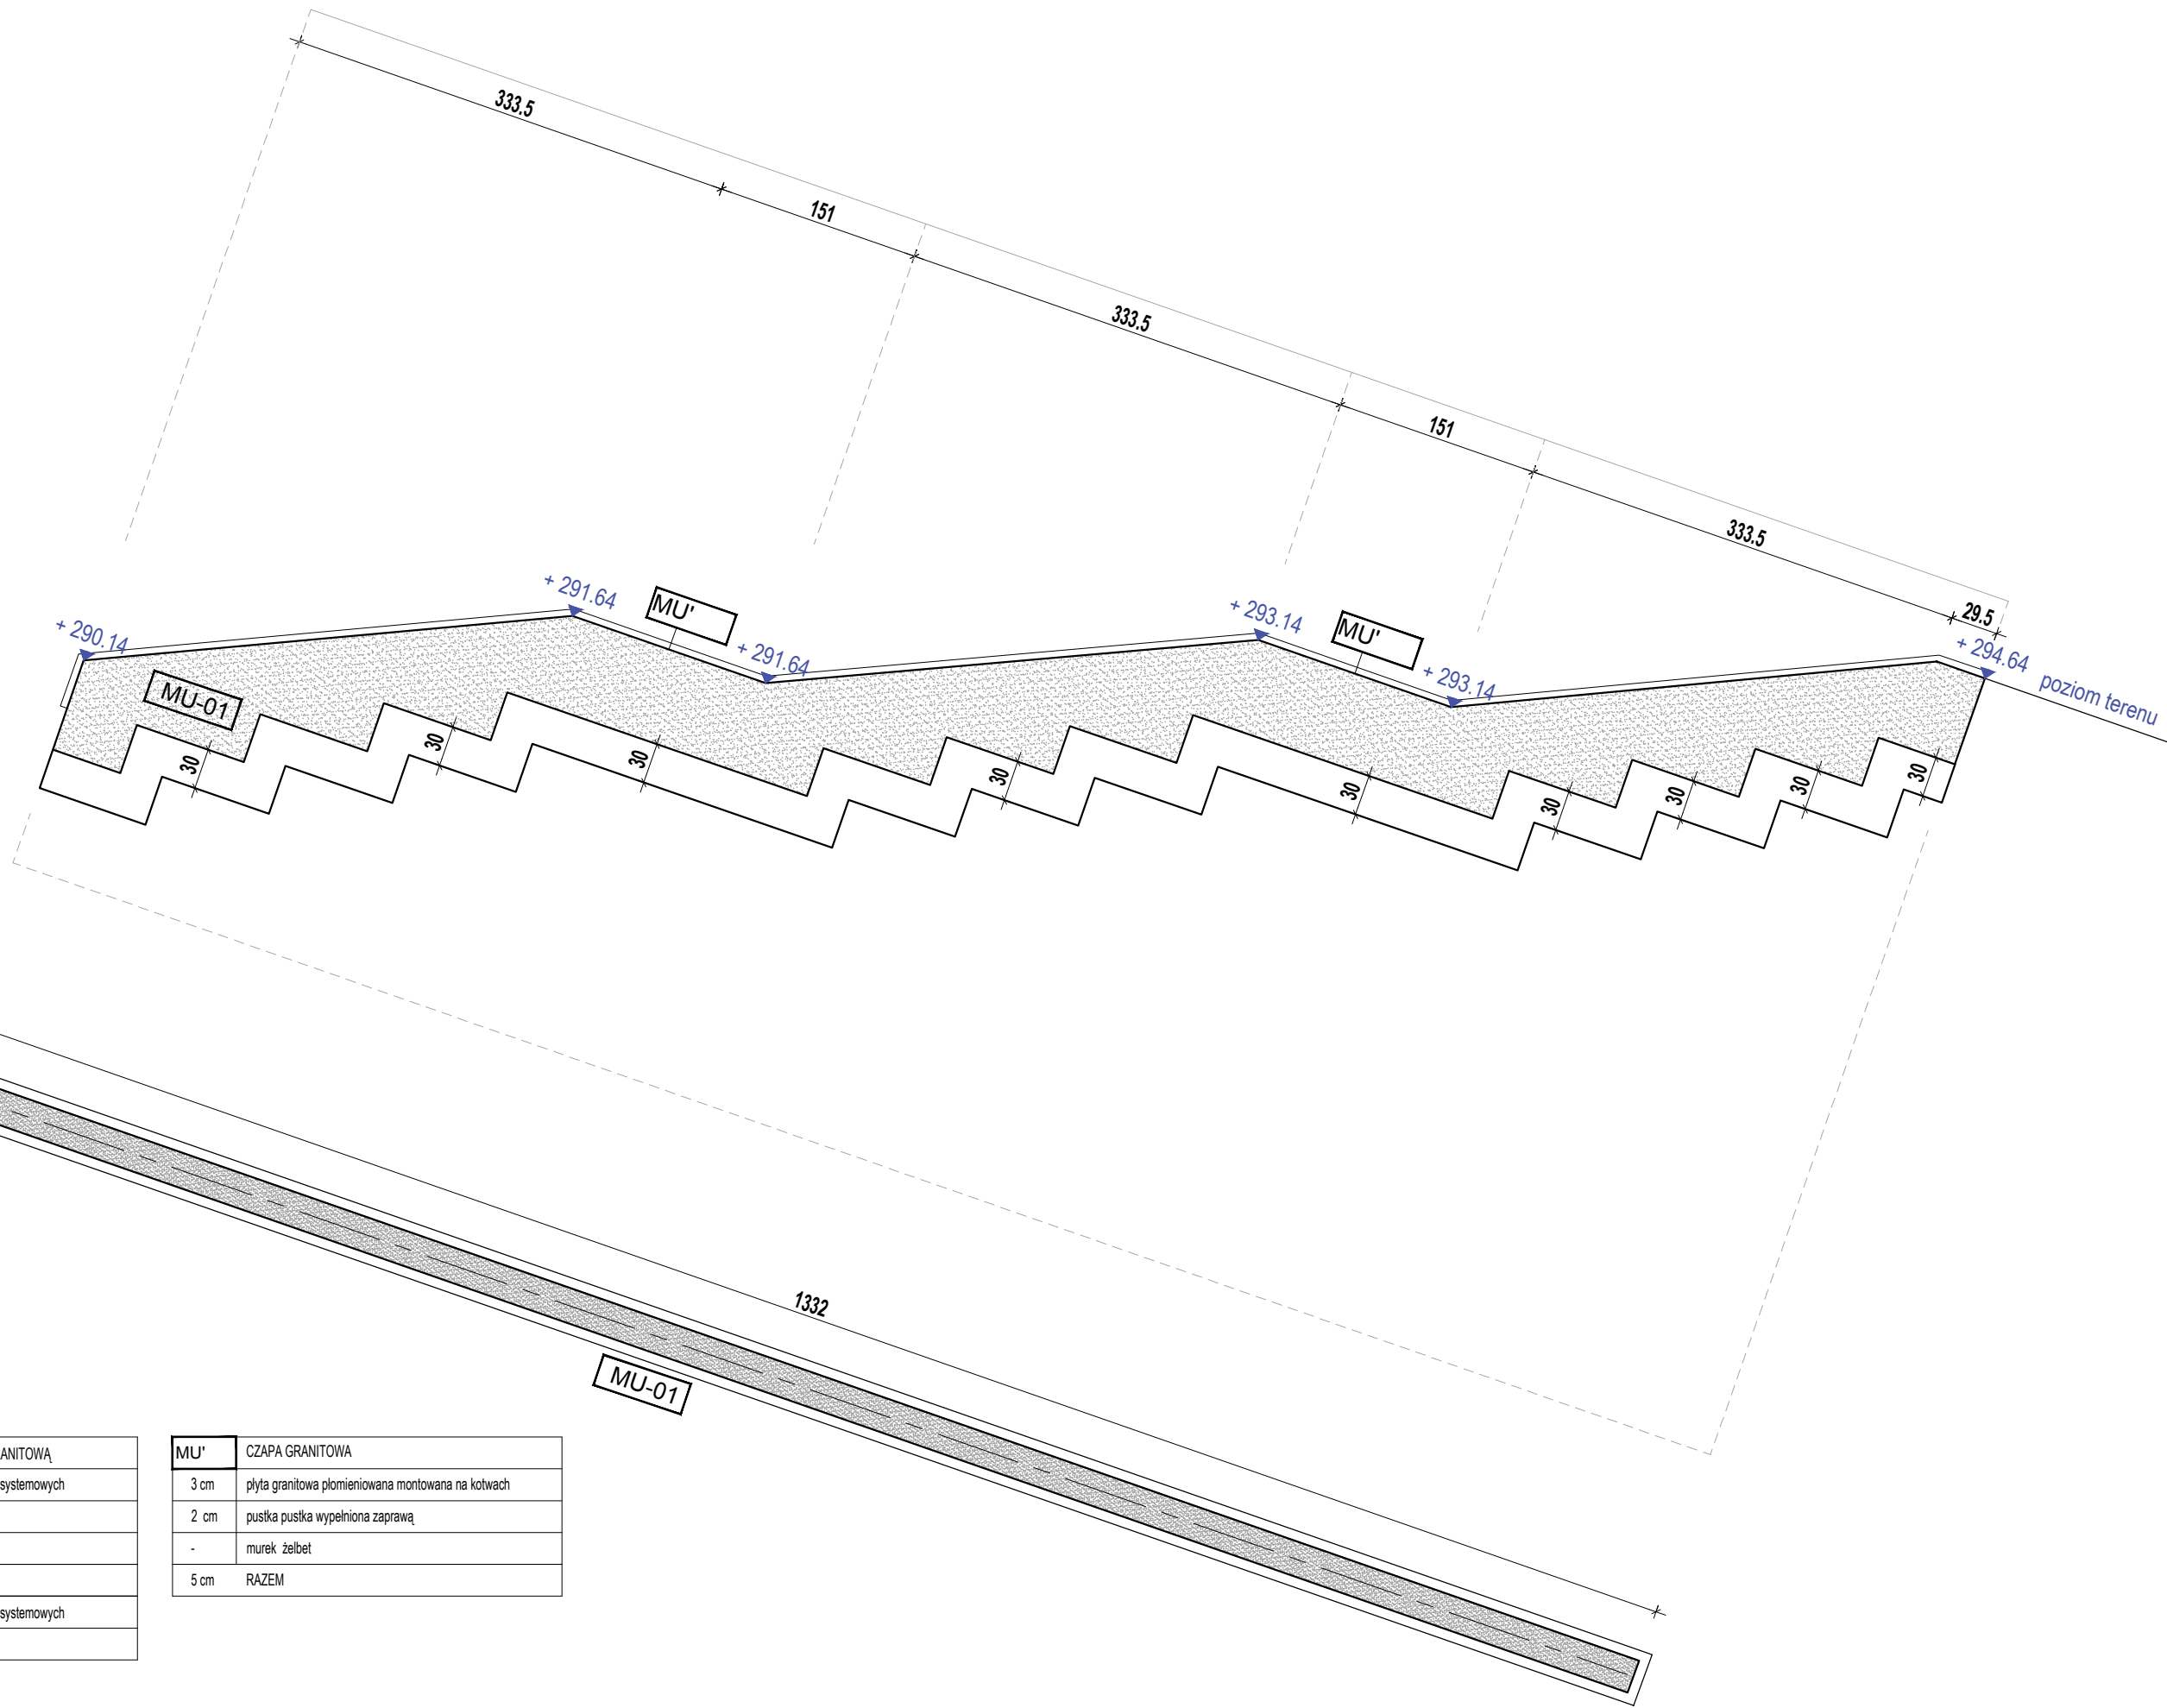 333.5
151
333.5
151
333.5
29.5
+ 290.14
+ 291.64
MU'
+ 291.64
+ 293.14
MU'
+ 293.14
+ 294.64
poziom terenu
MU-01
30
30
30
30
30
30
30
30
30
1332
MU-01
ANITOWĄ
systemowych
systemowych
MU' CZAPA GRANITOWA
3 cm płyta granitowa płomieniowana montowana na kotwach
2 cm pustka pustka wypełniona zaprawą
- murek żelbet
5 cm RAZEM